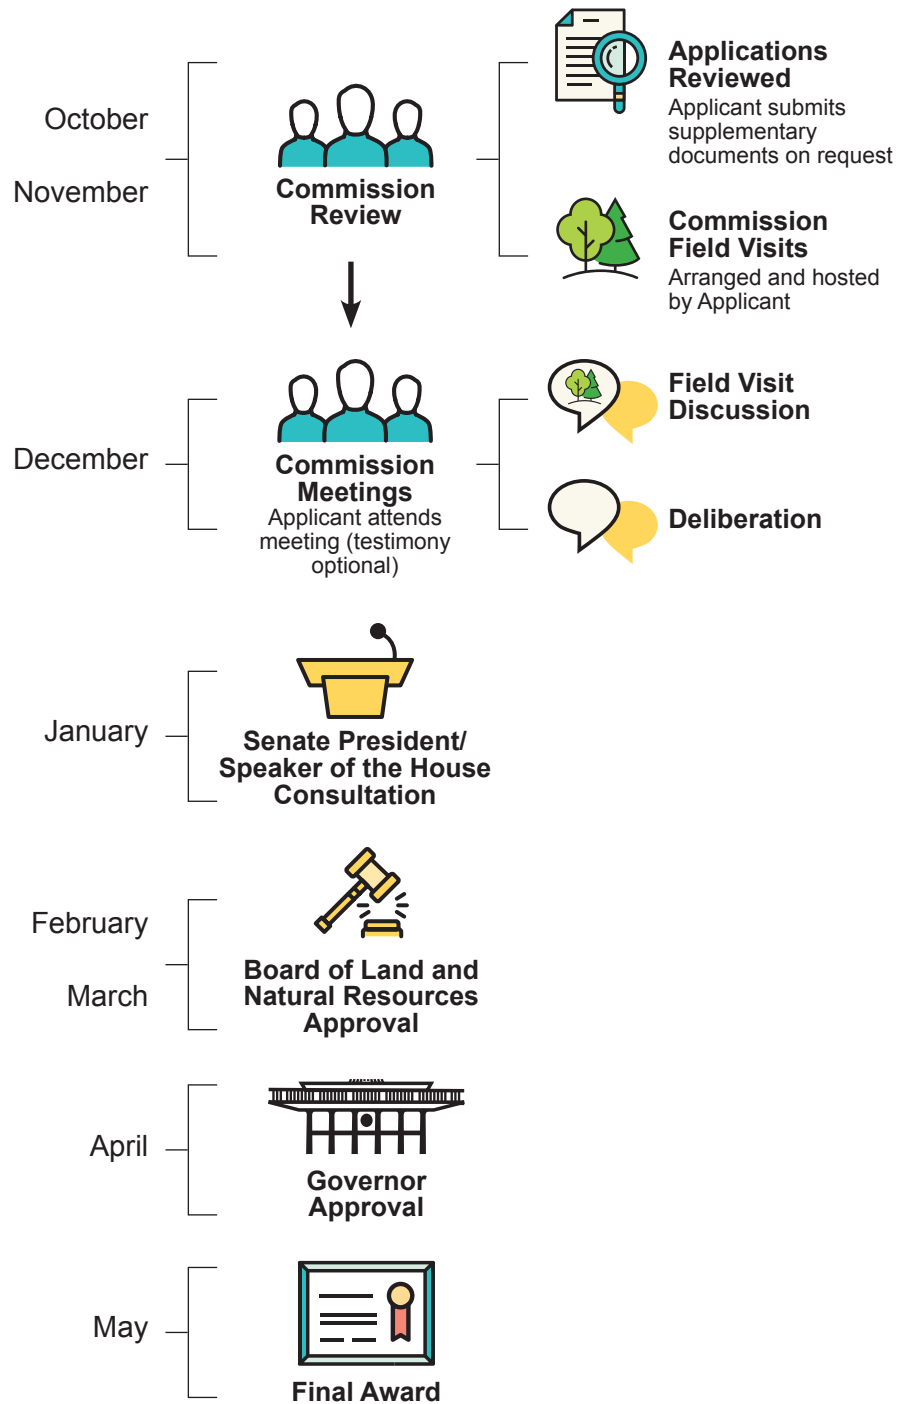 October
November
Commission
Review
Applications
Reviewed
Applicant submits
supplementary
documents on request
Commission
Field Visits
Arranged and hosted
by Applicant
December
Commission
Meetings
Applicant attends
meeting (testimony
optional)
Field Visit
Discussion
Deliberation
January
Senate President/
Speaker of the House
Consultation
February
March
Board of Land and
Natural Resources
Approval
April
Governor
Approval
May
Final Award